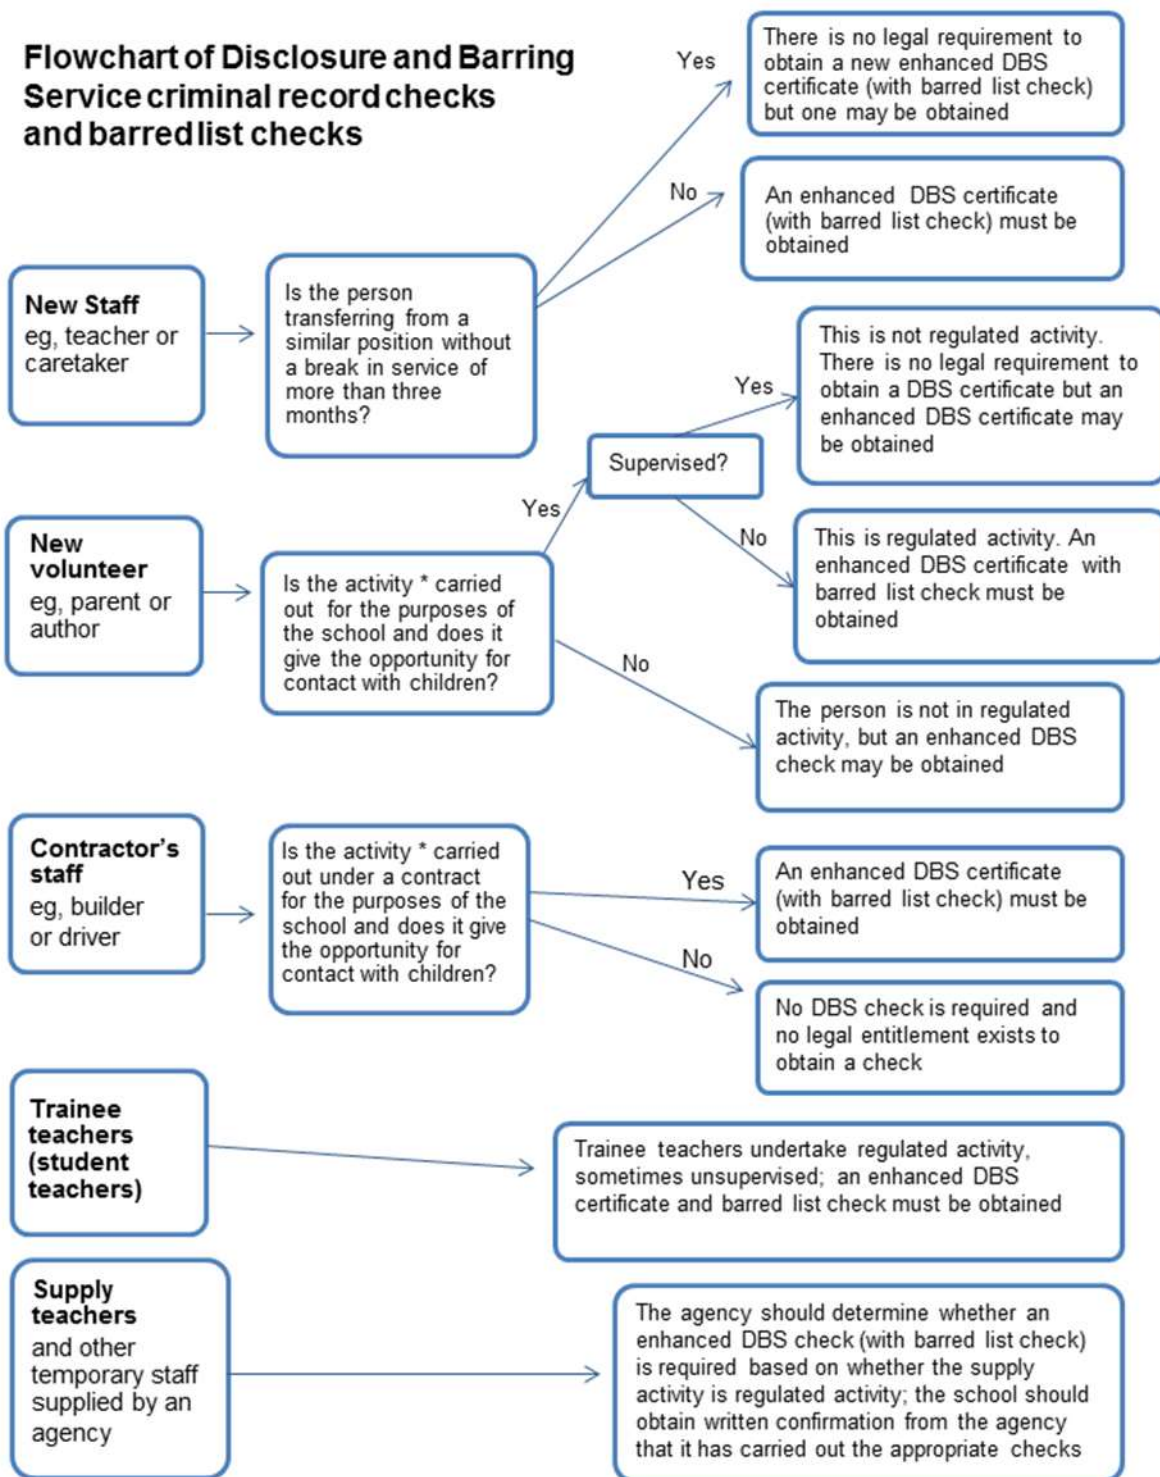 Flowchart of Disclosure and Barring
Service criminal record checks
and barred list checks
Yes
There is no legal requirement to
obtain a new enhanced DBS
certificate (with barred list check)
but one may be obtained
No
An enhanced DBS certificate
(with barred list check) must be
obtained
New Staff
eg, teacher or
caretaker
Is the person
transferring from a
similar position without
a break in service of
more than three
months?
New
volunteer
eg, parent or
author
Is the activity * carried
out for the purposes of
the school and does it
give the opportunity for
contact with children?
Yes
Supervised?
Yes
This is not regulated activity.
There is no legal requirement to
obtain a DBS certificate but an
enhanced DBS certificate may
be obtained
No
This is regulated activity. An
enhanced DBS certificate with
barred list check must be
obtained
No
The person is not in regulated
activity, but an enhanced DBS
check may be obtained
Contractor's
staff
eg, builder
or driver
Is the activity * carried
out under a contract
for the purposes of the
school and does it give
the opportunity for
contact with children?
Yes
An enhanced DBS certificate
(with barred list check) must be
obtained
No
No DBS check is required and
no legal entitlement exists to
obtain a check
Trainee
teachers
(student
teachers)
Trainee teachers undertake regulated activity,
sometimes unsupervised; an enhanced DBS
certificate and barred list check must be obtained
Supply
teachers
and other
temporary staff
supplied by an
agency
The agency should determine whether an
enhanced DBS check (with barred list check)
is required based on whether the supply
activity is regulated activity; the school should
obtain written confirmation from the agency
that it has carried out the appropriate checks